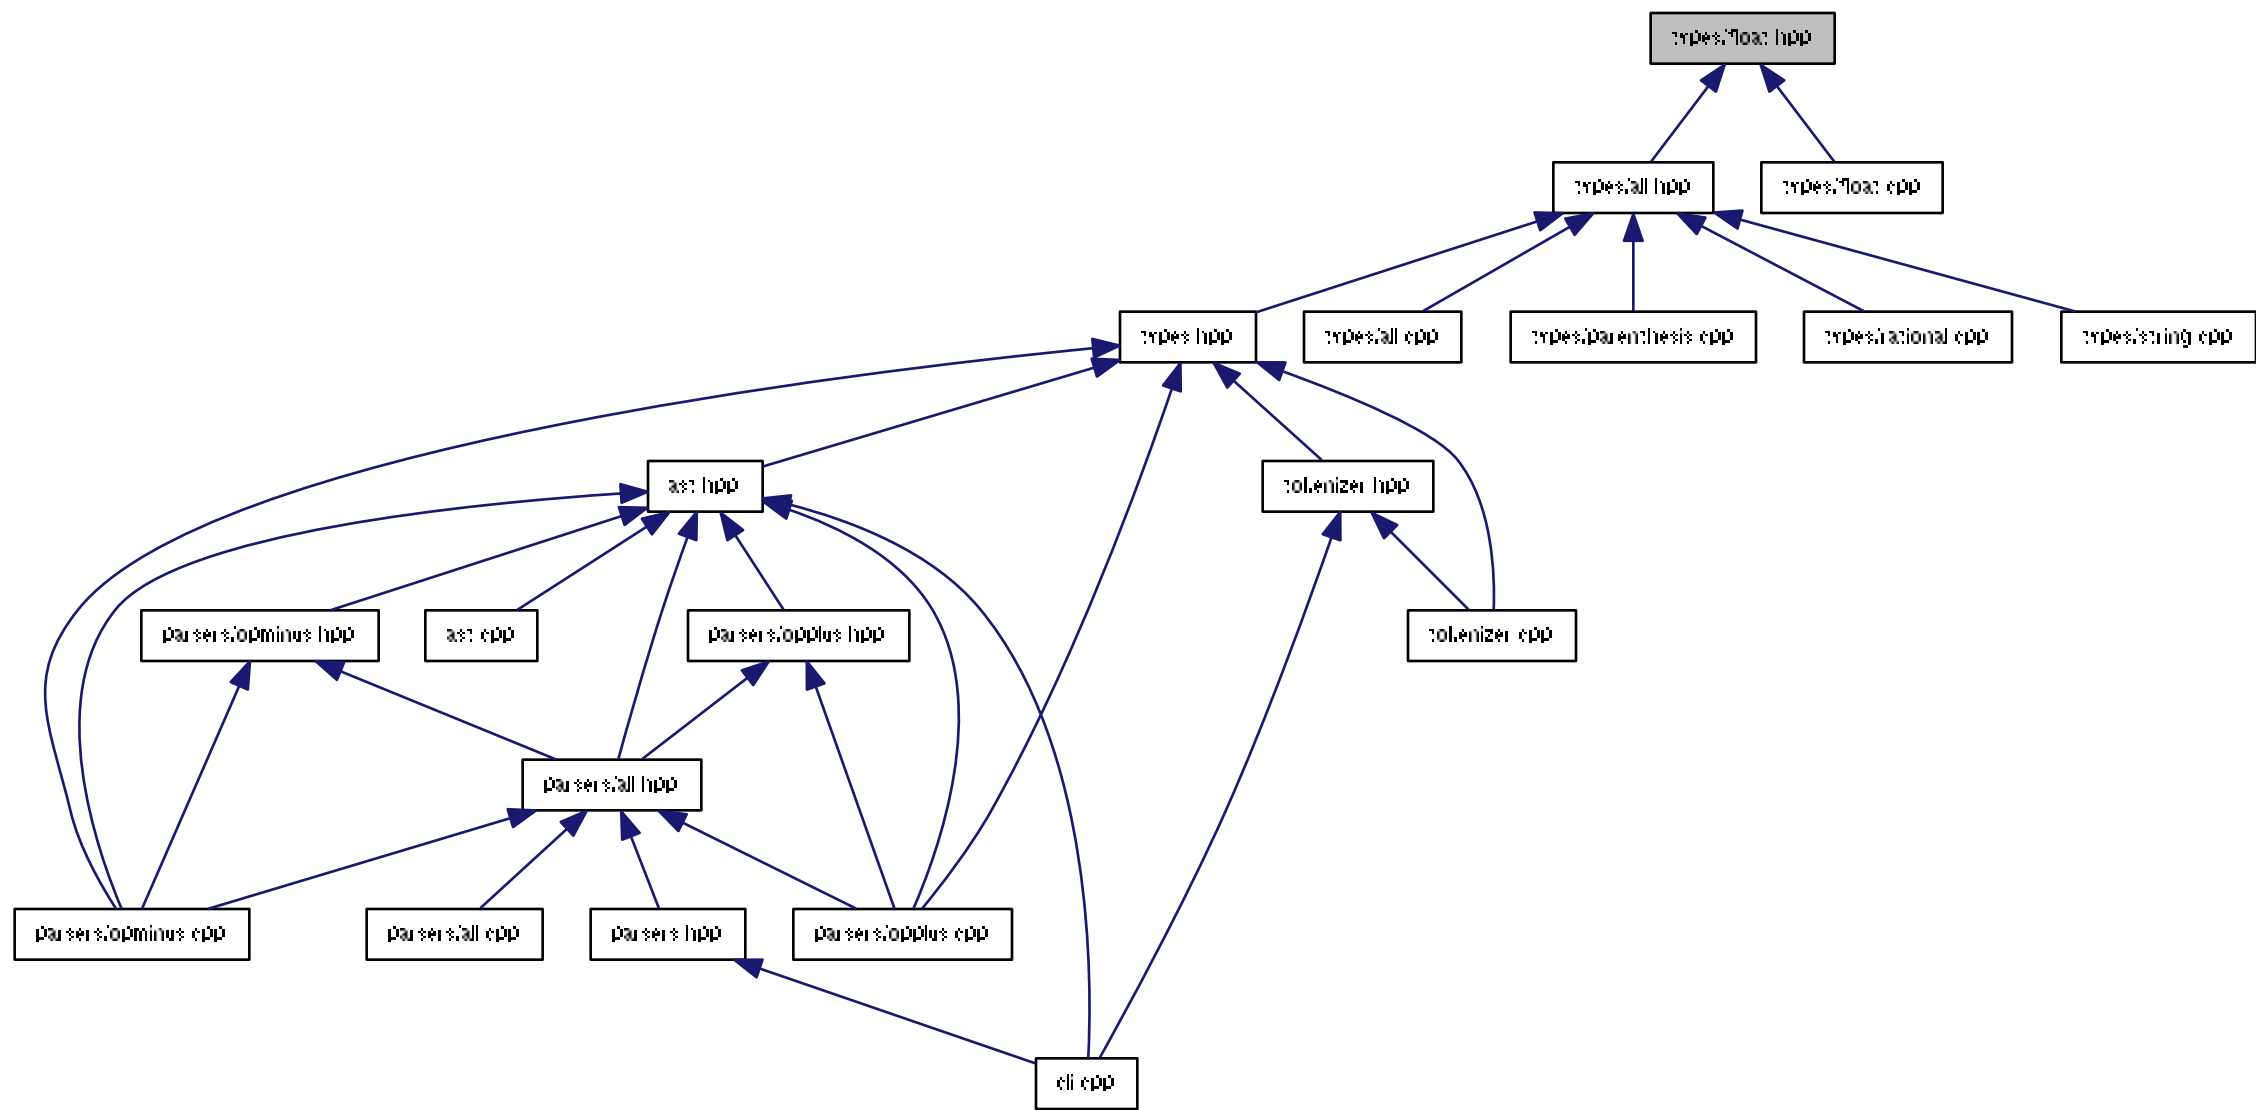 types/float.hpp
types/all.hpp
types/float.cpp
types.hpp
types/all.cpp
types/parenthesis.cpp
types/rational.cpp
types/string.cpp
ast.hpp
tokenizer.hpp
parsers/opminus.hpp
ast.cpp
parsers/opplus.hpp
tokenizer.cpp
parsers/all.hpp
parsers/opminus.cpp
parsers/all.cpp
parsers.hpp
parsers/opplus.cpp
cli.cpp